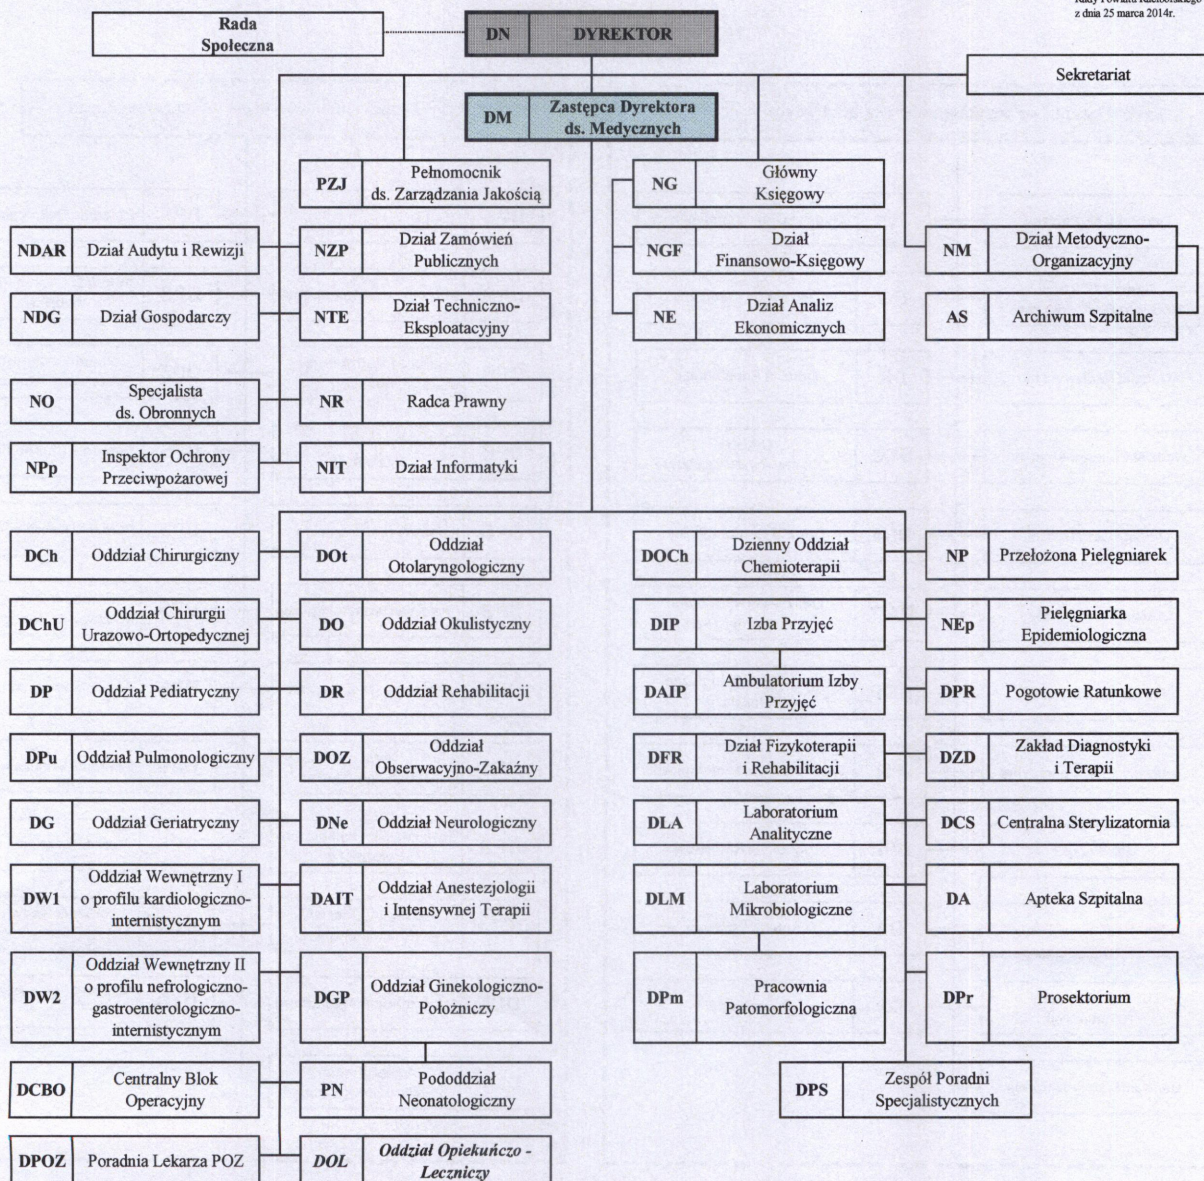 z dnia 25 marca 2014r.
Rada
Społeczna
DN DYREKTOR
Sekretariat
DM Zastępca Dyrektora
ds. Medycznych
PZJ Pełnomocnik
ds. Zarządzania Jakością
NG Główny
Księgowy
NDAR Dział Audytu i Rewizji
NZP Dział Zamówień
Publicznych
NGF Dział
Finansowo-Księgowy
NM Dział Metodyczno-
Organizacyjny
NDG Dział Gospodarczy
NTE Dział Techniczno-
Eksploatacyjny
NE Dział Analiz
Ekonomicznych
AS Archiwum Szpitalne
NO Specjalista
ds. Obronnych
NR Radca Prawny
NPp Inspektor Ochrony
Przeciwpożarowej
NIT Dział Informatyki
DCh Oddział Chirurgiczny
DOt Oddział
Otolaryngologiczny
DOCh Dzienny Oddział
Chemioterapii
NP Przełożona Pielęgniarek
DChU Oddział Chirurgii
Urazowo-Ortopedycznej
DO Oddział Okulistyczny
DIP Izba Przyjęć
NEp Pielęgniarka
Epidemiologiczna
DP Oddział Pediatryczny
DR Oddział Rehabilitacji
DAIP Ambulatorium Izby
Przyjęć
DPR Pogotowie Ratunkowe
DPu Oddział Pulmonologiczny
DOZ Oddział
Obserwacyjno-Zakaźny
DFR Dział Fizykoterapii
i Rehabilitacji
DZD Zakład Diagnostyki
i Terapii
DG Oddział Geriatryczny
DNe Oddział Neurologiczny
DLA Laboratorium
Analityczne
DCS Centralna Sterylizatornia
DW1 Oddział Wewnętrzny I
o profilu kardiologiczno-
internistycznym
DAIT Oddział Anestezjologii
i Intensywnej Terapii
DLM Laboratorium
Mikrobiologiczne
DA Apteka Szpitalna
DW2 Oddział Wewnętrzny II
o profilu nefrologiczno-
gastroenterologiczno-
internistycznym
DGP Oddział Ginekologiczno-
Położniczy
DPm Pracownia
Patomorfologiczna
DPr Prosektorium
DCBO Centralny Blok
Operacyjny
PN Pododdział
Neonatologiczny
DPS Zespół Poradni
Specjalistycznych
DPOZ Poradnia Lekarza POZ
DOL Oddział Opiekuńczo -
Leczniczy